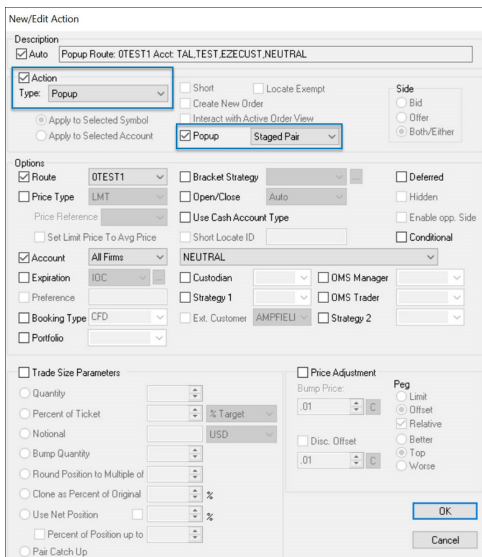 New/Edit Action
Description
Auto Popup Route: 0TEST1 Acct: TAL,TEST,EZECUST,NEUTRAL
Action
Type: Popup
Short Locate Exempt
Create New Order
Apply to Selected Symbol Interact with Active Order View
Apply to Selected Account Popup Staged Pair
Side
Bid
Offer
Both/Either
Options
Route 0TEST1 Bracket Strategy ... Deferred
Price Type LMT Open/Close Auto Hidden
Price Reference Use Cash Account Type Enable opp. Side
Set Limit Price To Avg Price Short Locate ID Conditional
Account All Firms NEUTRAL
Expiration IOC ... Custodian OMS Manager
Preference Strategy 1 OMS Trader
Booking Type CFD Ext. Customer AMPFIELI Strategy 2
Portfolio
Trade Size Parameters
Quantity
Percent of Ticket % Target
Notional USD
Bump Quantity
Round Position to Multiple of
Clone as Percent of Original %
Use Net Position %
Percent of Position up to
Pair Catch Up
Price Adjustment
Bump Price:
.01 C
Disc. Offset
.01 C
Peg
Limit
Offset
Relative
Better
Top
Worse
OK
Cancel